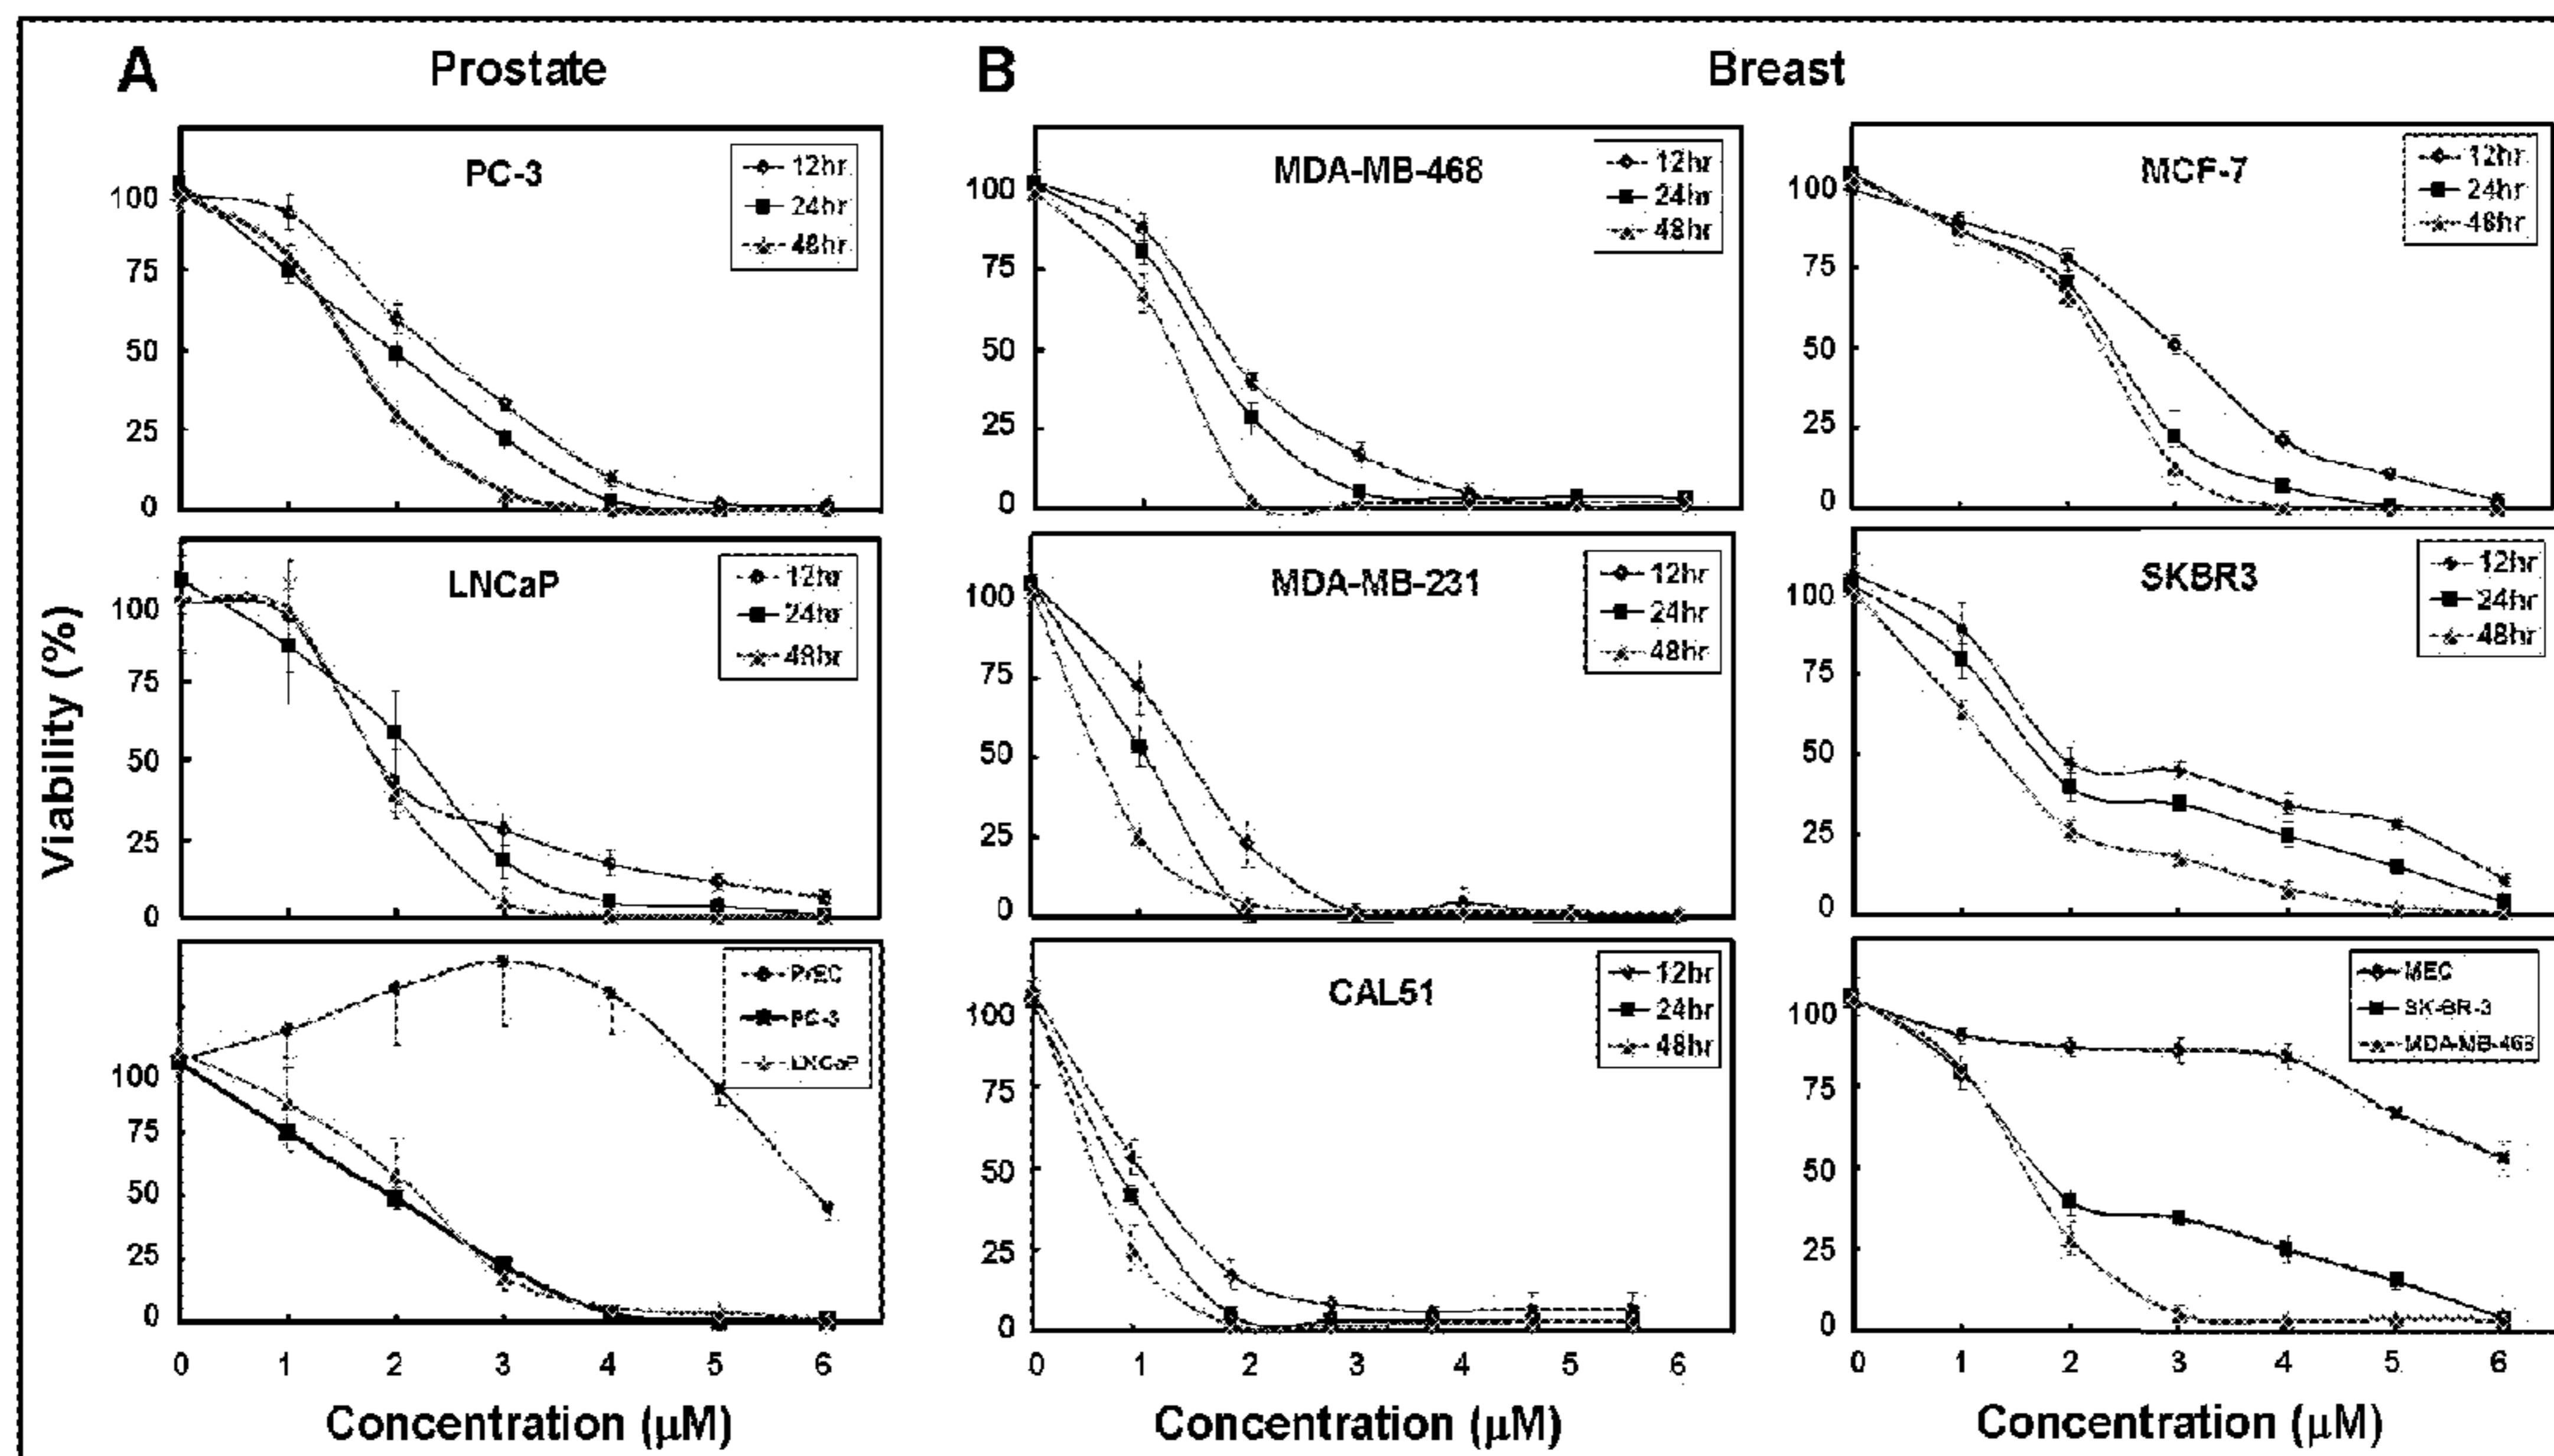 A Prostate
B Breast
Viability (%)
PC-3
12hr
24hr
48hr
100
75
50
25
0
LNCaP
12hr
24hr
48hr
100
75
50
25
0
PrEC
PC-3
LNCaP
100
75
50
25
0
0 1 2 3 4 5 6
Concentration (µM)
MDA-MB-468
12hr
24hr
48hr
100
75
50
25
0
MDA-MB-231
12hr
24hr
48hr
100
75
50
25
0
CAL51
12hr
24hr
48hr
100
75
50
25
0
0 1 2 3 4 5 6
Concentration (µM)
MCF-7
12hr
24hr
48hr
100
75
50
25
0
SKBR3
12hr
24hr
48hr
100
75
50
25
0
MEC
SK-BR-3
MDA-MB-468
100
75
50
25
0
0 1 2 3 4 5 6
Concentration (µM)